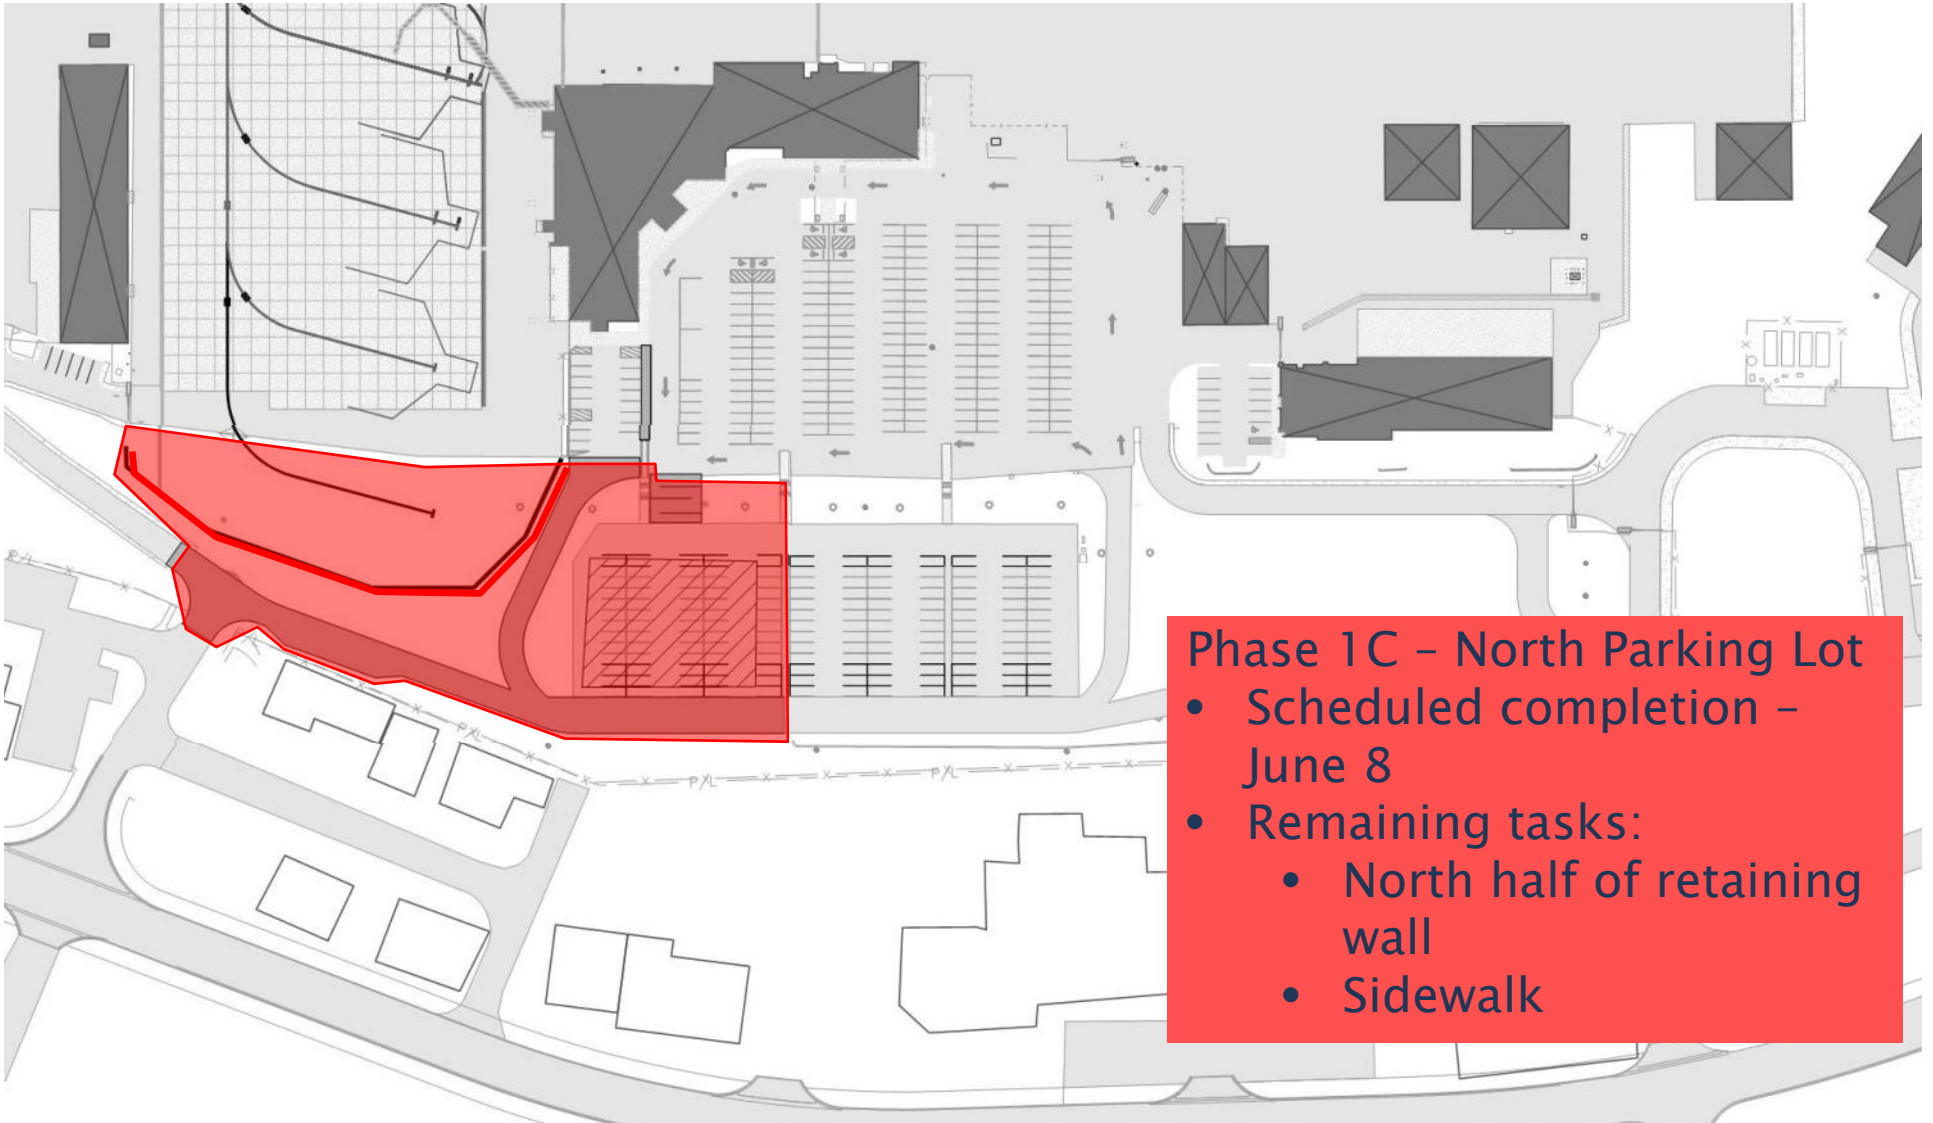 Phase 1C – North Parking Lot
• Scheduled completion –
June 8
• Remaining tasks:
• North half of retaining
wall
• Sidewalk
P/L
P/L
P/L
P/L
P/L